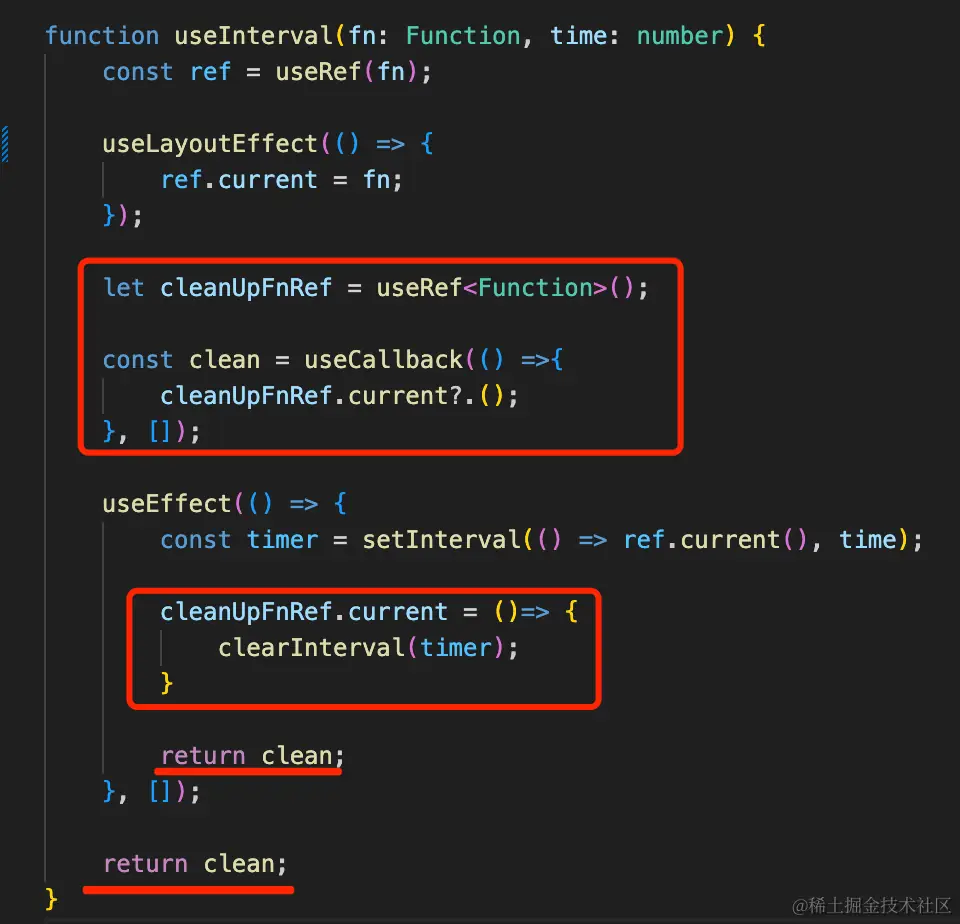 function useInterval(fn: Function, time: number) {
const ref = useRef(fn);
useLayoutEffect(() => {
ref.current = fn;
});
let cleanUpFnRef = useRef<Function>();
const clean = useCallback(() =>{
cleanUpFnRef.current?.();
}, []);
useEffect(() => {
const timer = setInterval(() => ref.current(), time);
cleanUpFnRef.current = ()=> {
clearInterval(timer);
}
return clean;
}, []);
return clean;
}
@稀土掘金技术社区